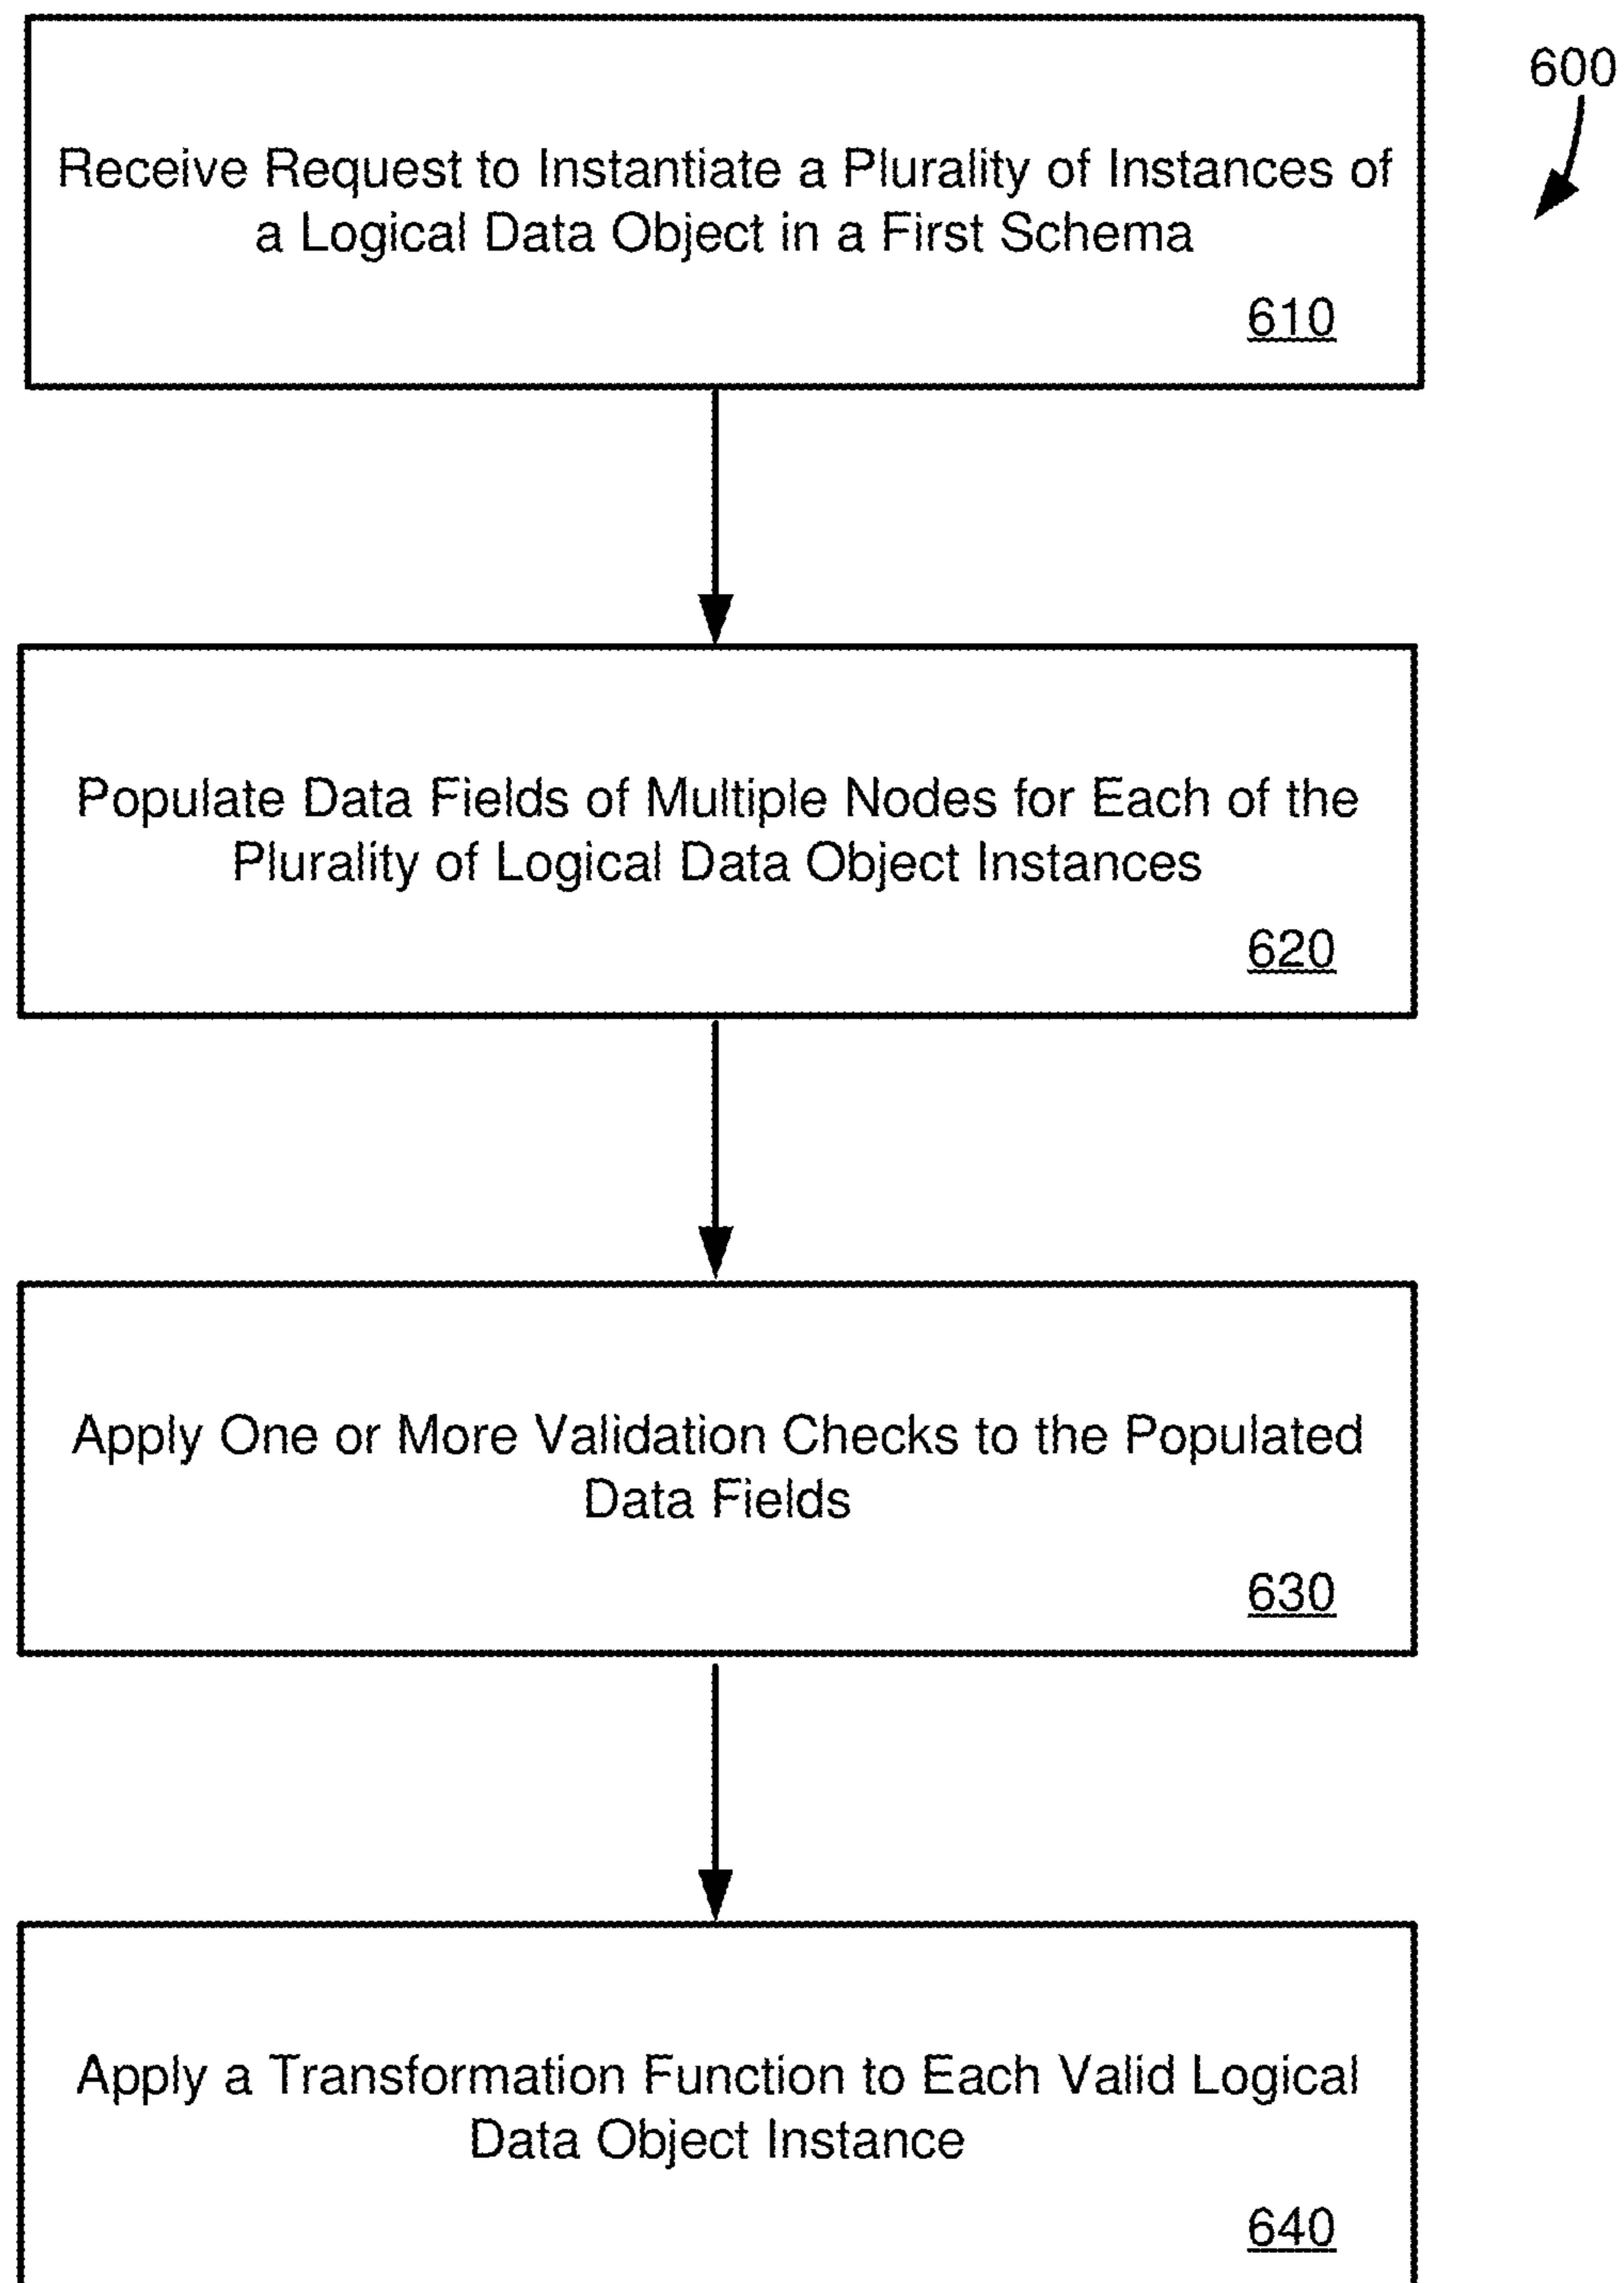 600
Receive Request to Instantiate a Plurality of Instances of
a Logical Data Object in a First Schema
610
Populate Data Fields of Multiple Nodes for Each of the
Plurality of Logical Data Object Instances
620
Apply One or More Validation Checks to the Populated
Data Fields
630
Apply a Transformation Function to Each Valid Logical
Data Object Instance
640